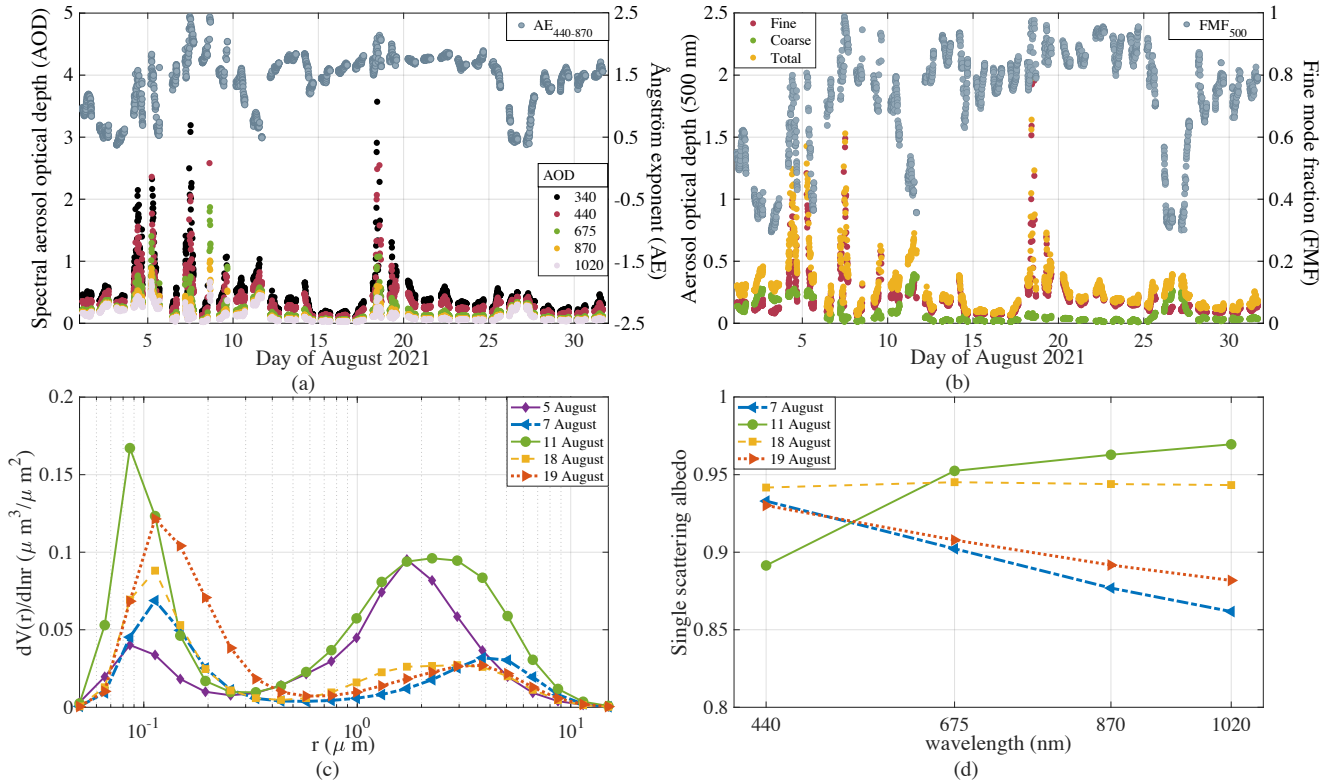 Spectral aerosol optical depth (AOD)
5
4
3
2
1
0
5
10
15
20
25
30
Day of August 2021
(a)
AE440-870
2.5
1.5
0.5
-0.5
-1.5
-2.5
Ångström exponent (AE)
AOD
340
440
675
870
1020
Aerosol optical depth (500 nm)
2.5
2
1.5
1
0.5
0
5
10
15
20
25
30
Day of August 2021
(b)
Fine
Coarse
Total
FMF500
1
0.8
0.6
0.4
0.2
0
Fine mode fraction (FMF)
dV(r)/dlnr (μ m3/μ m2)
0.2
0.15
0.1
0.05
0
10-1
100
101
r (μ m)
(c)
5 August
7 August
11 August
18 August
19 August
Single scattering albedo
1
0.95
0.9
0.85
0.8
440
675
870
1020
wavelength (nm)
(d)
7 August
11 August
18 August
19 August